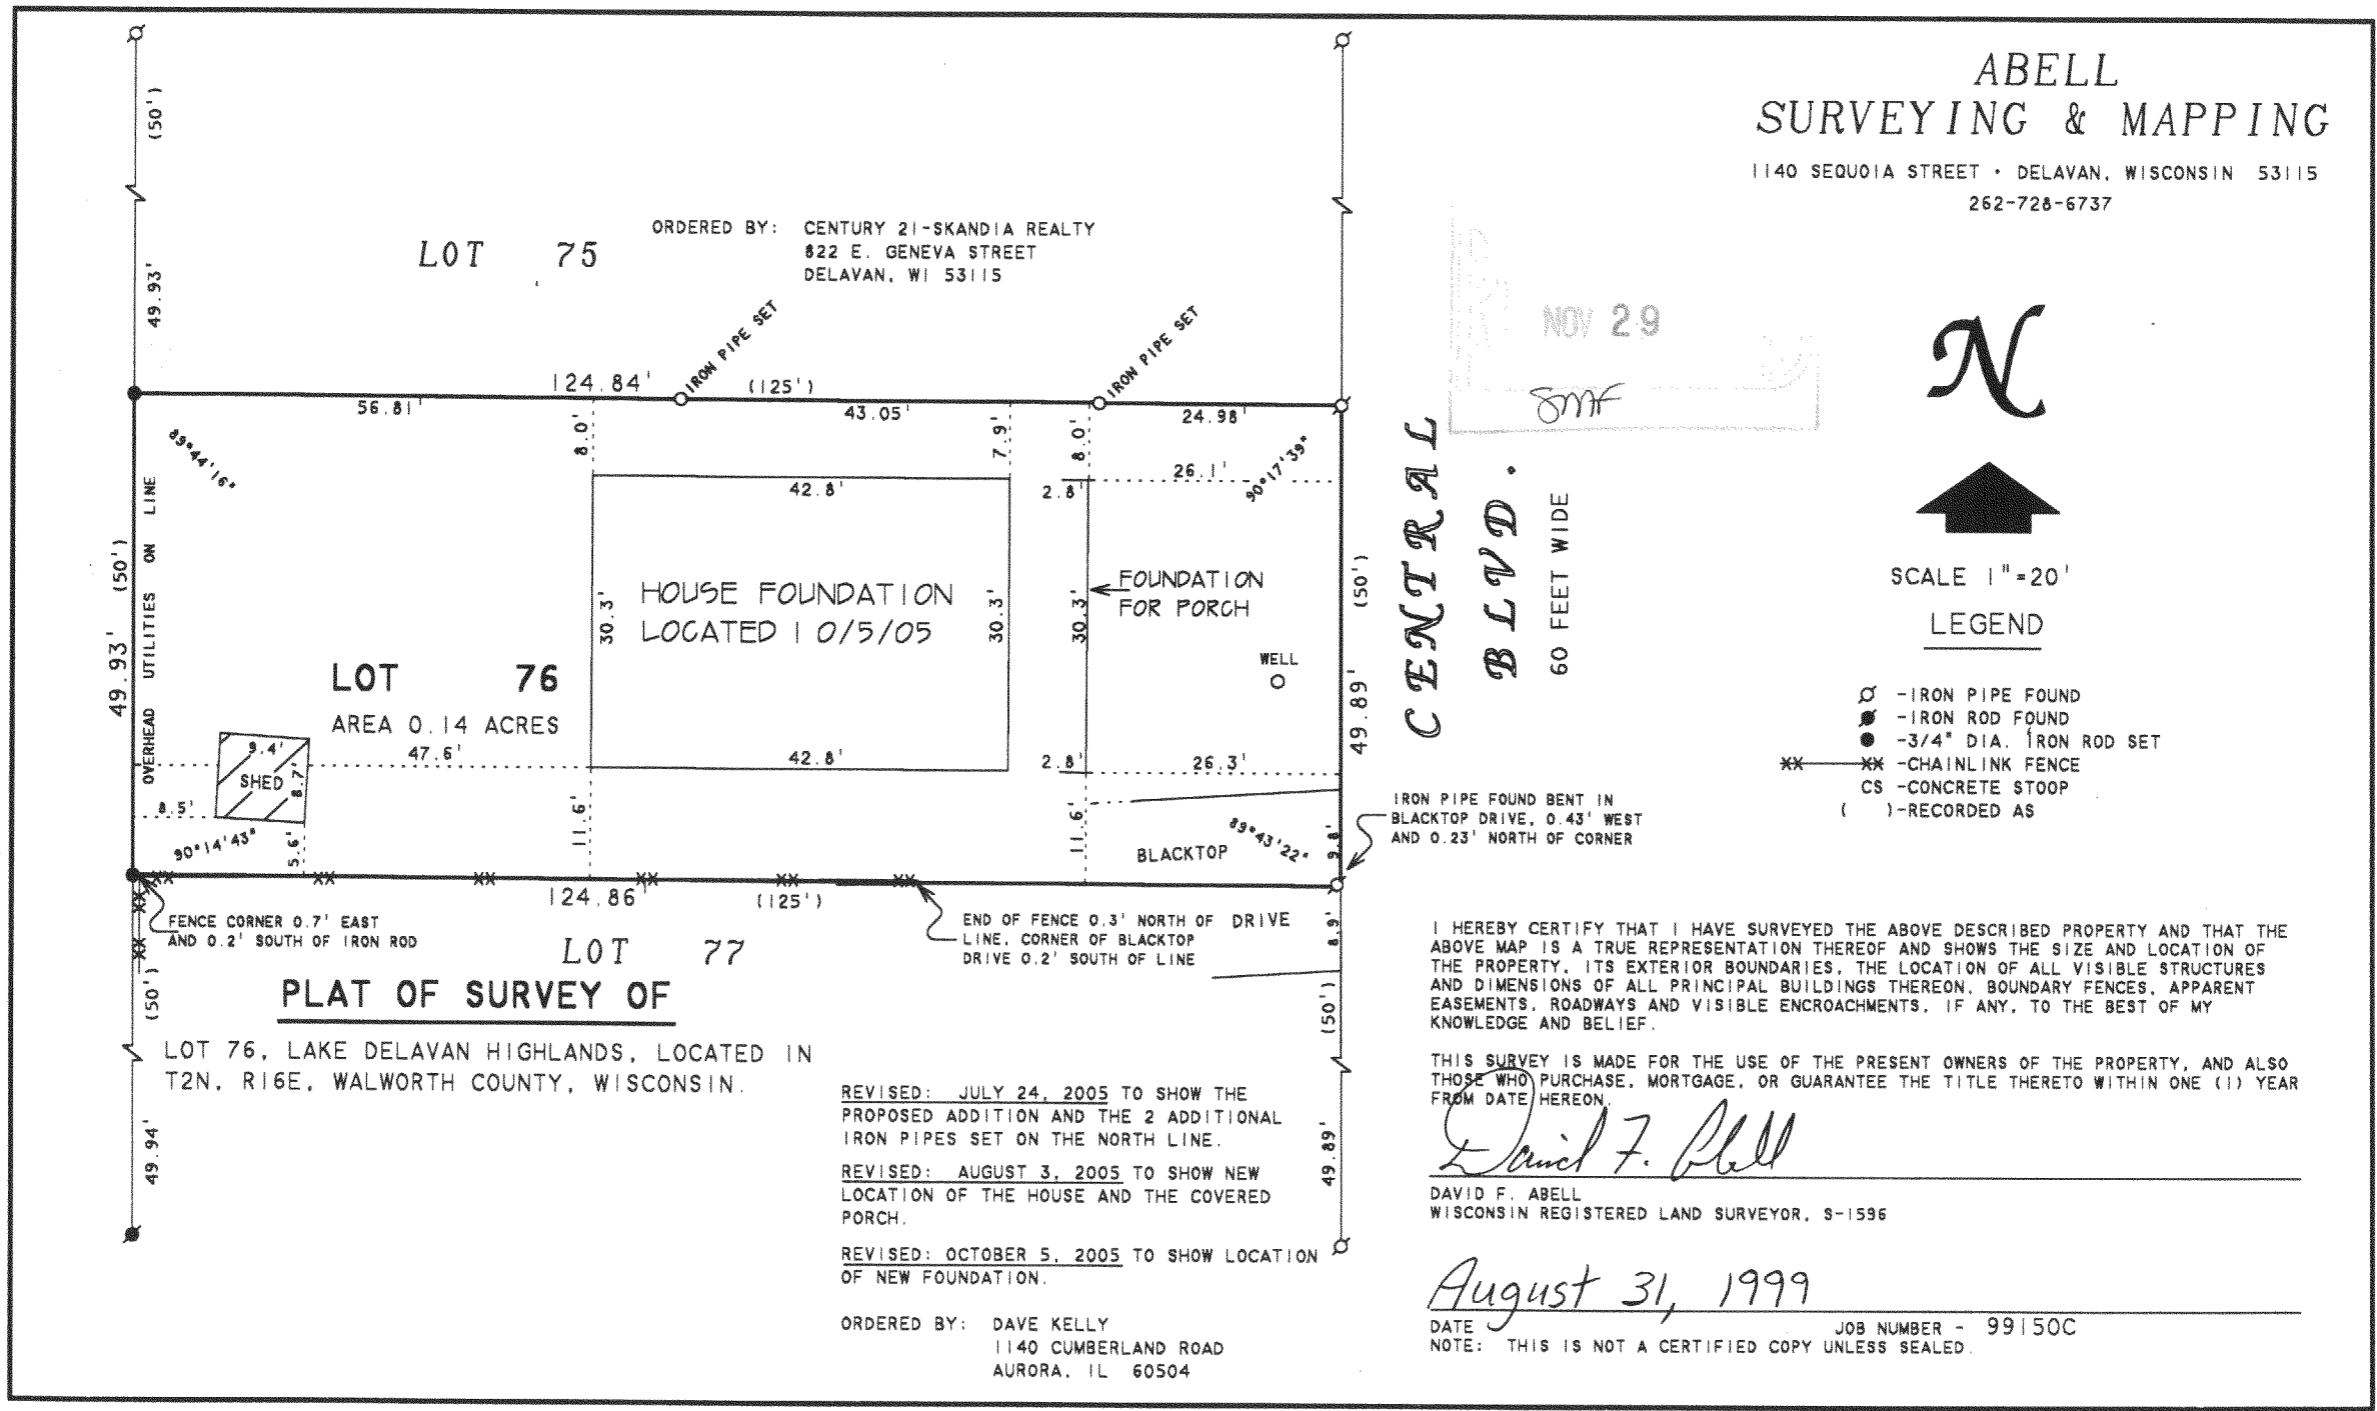 ABELL
SURVEYING & MAPPING
1140 SEQUOIA STREET • DELAVAN, WISCONSIN 53115
262-728-6737
(50')
49.93'
LOT 75
ORDERED BY: CENTURY 21-SKANDIA REALTY
822 E. GENEVA STREET
DELAVAN, WI 53115
NOV 29
SMF
N
SCALE 1"=20'
LEGEND
-IRON PIPE FOUND
-IRON ROD FOUND
-3/4" DIA. IRON ROD SET
XX XX -CHAINLINK FENCE
CS -CONCRETE STOOP
( )-RECORDED AS
IRON PIPE SET
IRON PIPE SET
124.84' (125')
56.81' 43.05' 24.98'
8.0' 7.9' 8.0'
89°44'16"
90°17'39"
42.8' 2.8' 26.1'
OVERHEAD UTILITIES ON LINE
49.93' (50')
30.3' 30.3' 30.3'
HOUSE FOUNDATION
LOCATED 10/5/05
FOUNDATION
FOR PORCH
WELL
(50')
49.89'
CENTRAL
BLVD.
60 FEET WIDE
LOT 76
AREA 0.14 ACRES
47.6' 42.8' 2.8' 26.3'
9.4'
SHED
8.7'
8.5'
5.6'
11.6' 11.6'
90°14'43"
89°43'22"
BLACKTOP
9.8'
IRON PIPE FOUND BENT IN
BLACKTOP DRIVE, 0.43' WEST
AND 0.23' NORTH OF CORNER
124.86' (125')
FENCE CORNER 0.7' EAST
AND 0.2' SOUTH OF IRON ROD
END OF FENCE 0.3' NORTH OF
LINE, CORNER OF BLACKTOP
DRIVE 0.2' SOUTH OF LINE
DRIVE
8.9'
LOT 77
(50')
49.94'
(50')
49.89'
PLAT OF SURVEY OF
LOT 76, LAKE DELAVAN HIGHLANDS, LOCATED IN
T2N, R16E, WALWORTH COUNTY, WISCONSIN.
REVISED: JULY 24, 2005 TO SHOW THE
PROPOSED ADDITION AND THE 2 ADDITIONAL
IRON PIPES SET ON THE NORTH LINE.
REVISED: AUGUST 3, 2005 TO SHOW NEW
LOCATION OF THE HOUSE AND THE COVERED
PORCH.
REVISED: OCTOBER 5, 2005 TO SHOW LOCATION
OF NEW FOUNDATION.
ORDERED BY: DAVE KELLY
1140 CUMBERLAND ROAD
AURORA, IL 60504
I HEREBY CERTIFY THAT I HAVE SURVEYED THE ABOVE DESCRIBED PROPERTY AND THAT THE
ABOVE MAP IS A TRUE REPRESENTATION THEREOF AND SHOWS THE SIZE AND LOCATION OF
THE PROPERTY, ITS EXTERIOR BOUNDARIES, THE LOCATION OF ALL VISIBLE STRUCTURES
AND DIMENSIONS OF ALL PRINCIPAL BUILDINGS THEREON, BOUNDARY FENCES, APPARENT
EASEMENTS, ROADWAYS AND VISIBLE ENCROACHMENTS, IF ANY, TO THE BEST OF MY
KNOWLEDGE AND BELIEF.
THIS SURVEY IS MADE FOR THE USE OF THE PRESENT OWNERS OF THE PROPERTY, AND ALSO
THOSE WHO PURCHASE, MORTGAGE, OR GUARANTEE THE TITLE THERETO WITHIN ONE (1) YEAR
FROM DATE HEREON.
David F. Abell
DAVID F. ABELL
WISCONSIN REGISTERED LAND SURVEYOR, S-1596
August 31, 1999
DATE JOB NUMBER - 99150C
NOTE: THIS IS NOT A CERTIFIED COPY UNLESS SEALED.